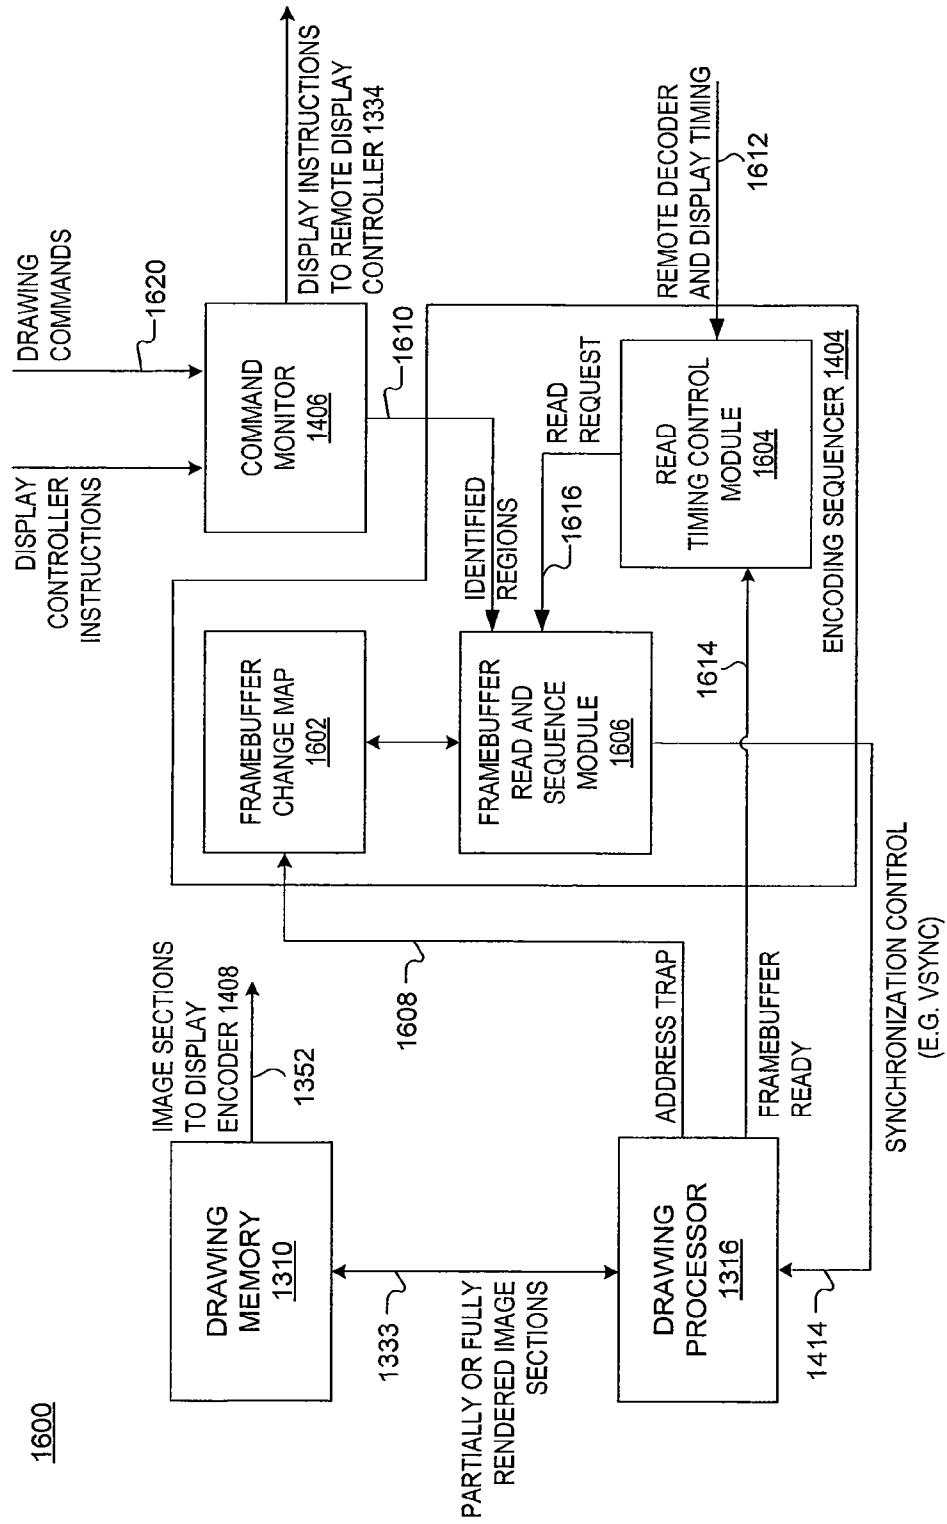 1600
DRAWING
MEMORY
1310
IMAGE SECTIONS
TO DISPLAY
ENCODER 1408
1352
1333
PARTIALLY OR FULLY
RENDERED IMAGE
SECTIONS
DRAWING
PROCESSOR
1316
ADDRESS TRAP
1608
FRAMEBUFFER
READY
1414
SYNCHRONIZATION CONTROL
(E.G. VSYNC)
FRAMEBUFFER
CHANGE MAP
1602
FRAMEBUFFER
READ AND
SEQUENCE
MODULE
1606
1614
ENCODING SEQUENCER 1404
DISPLAY
CONTROLLER
INSTRUCTIONS
DRAWING
COMMANDS
1620
COMMAND
MONITOR
1406
1610
IDENTIFIED
REGIONS
1616
READ
REQUEST
READ
TIMING CONTROL
MODULE
1604
DISPLAY INSTRUCTIONS
TO REMOTE DISPLAY
CONTROLLER 1334
REMOTE DECODER
AND DISPLAY TIMING
1612